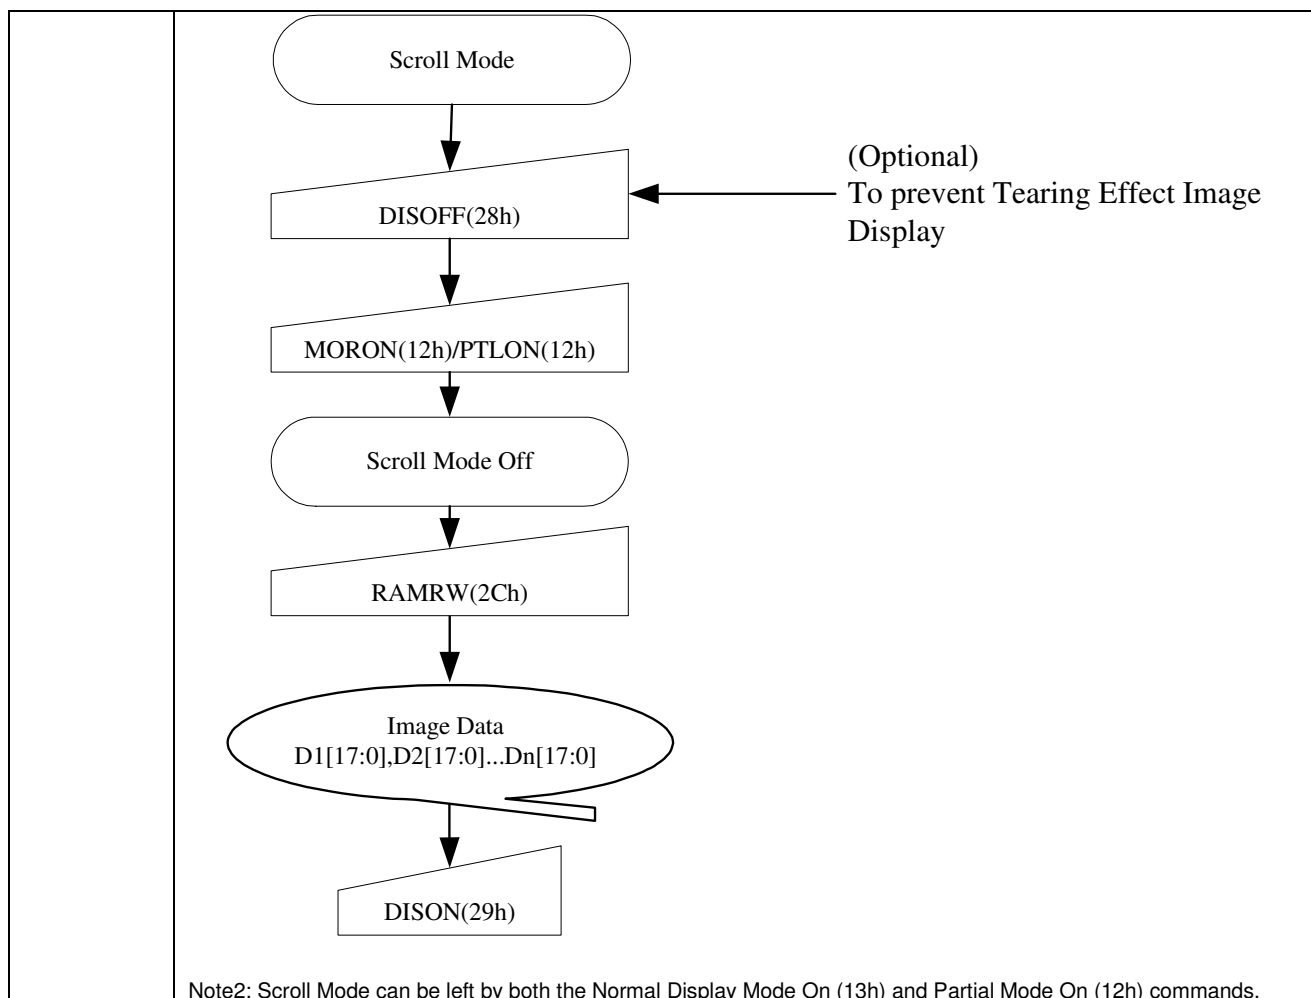 Scroll Mode
(Optional)
To prevent Tearing Effect Image
Display
DISOFF(28h)
MORON(12h)/PTLON(12h)
Scroll Mode Off
RAMRW(2Ch)
Image Data
D1[17:0],D2[17:0]...Dn[17:0]
DISON(29h)
Note2: Scroll Mode can be left by both the Normal Display Mode On (13h) and Partial Mode On (12h) commands.